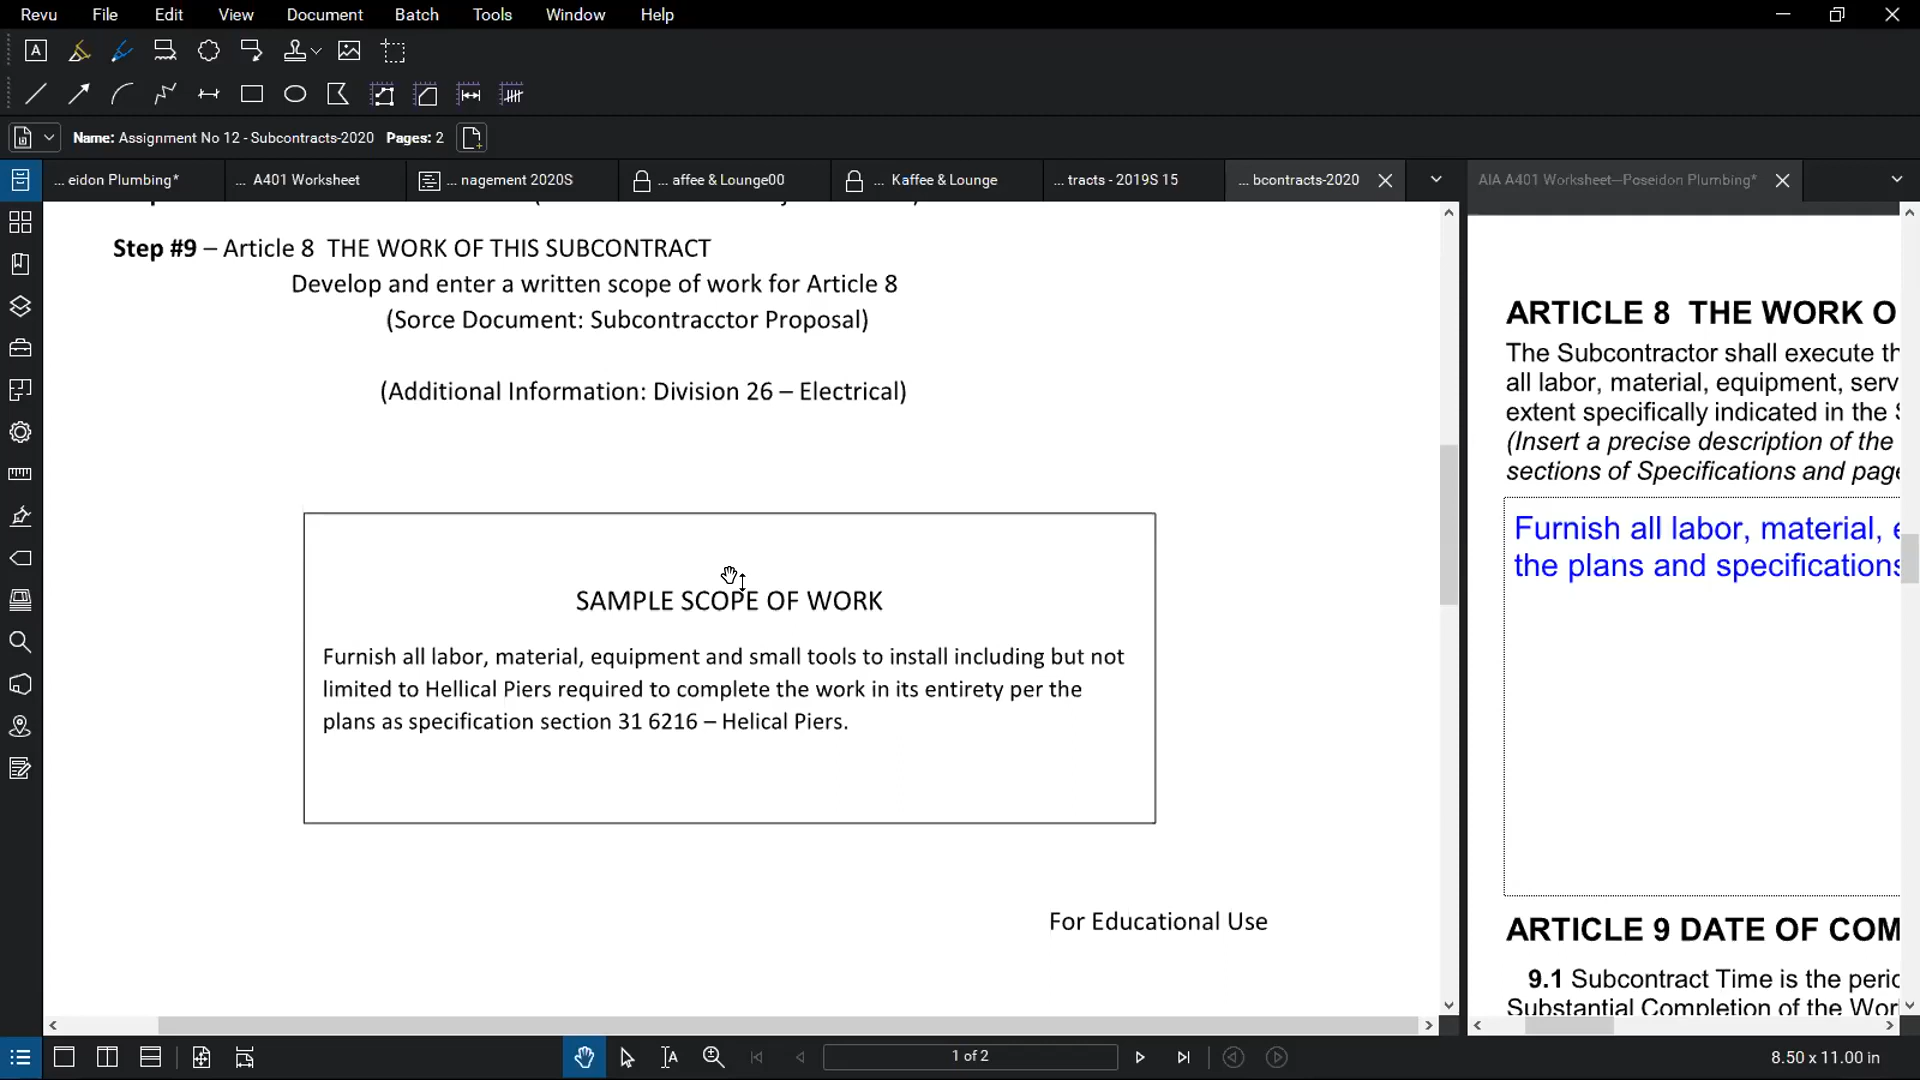 Revu File Edit View Document Batch Tools Window Help
Name: Assignment No 12 - Subcontracts-2020 Pages: 2
... eidon Plumbing* ... A401 Worksheet ... nagement 2020S ... affee & Lounge00 ... Kaffee & Lounge ... tracts - 2019S 15 ... bcontracts-2020 AIA A401 Worksheet—Poseidon Plumbing*
Step #9 – Article 8 THE WORK OF THIS SUBCONTRACT
Develop and enter a written scope of work for Article 8
(Sorce Document: Subcontracctor Proposal)
(Additional Information: Division 26 – Electrical)
SAMPLE SCOPE OF WORK
Furnish all labor, material, equipment and small tools to install including but not
limited to Hellical Piers required to complete the work in its entirety per the
plans as specification section 31 6216 – Helical Piers.
For Educational Use
ARTICLE 8 THE WORK O
The Subcontractor shall execute th
all labor, material, equipment, serv
extent specifically indicated in the
(Insert a precise description of the
sections of Specifications and page
Furnish all labor, material, e
the plans and specifications
ARTICLE 9 DATE OF COM
9.1 Subcontract Time is the peric
Substantial Completion of the Wor
1 of 2
8.50 x 11.00 in